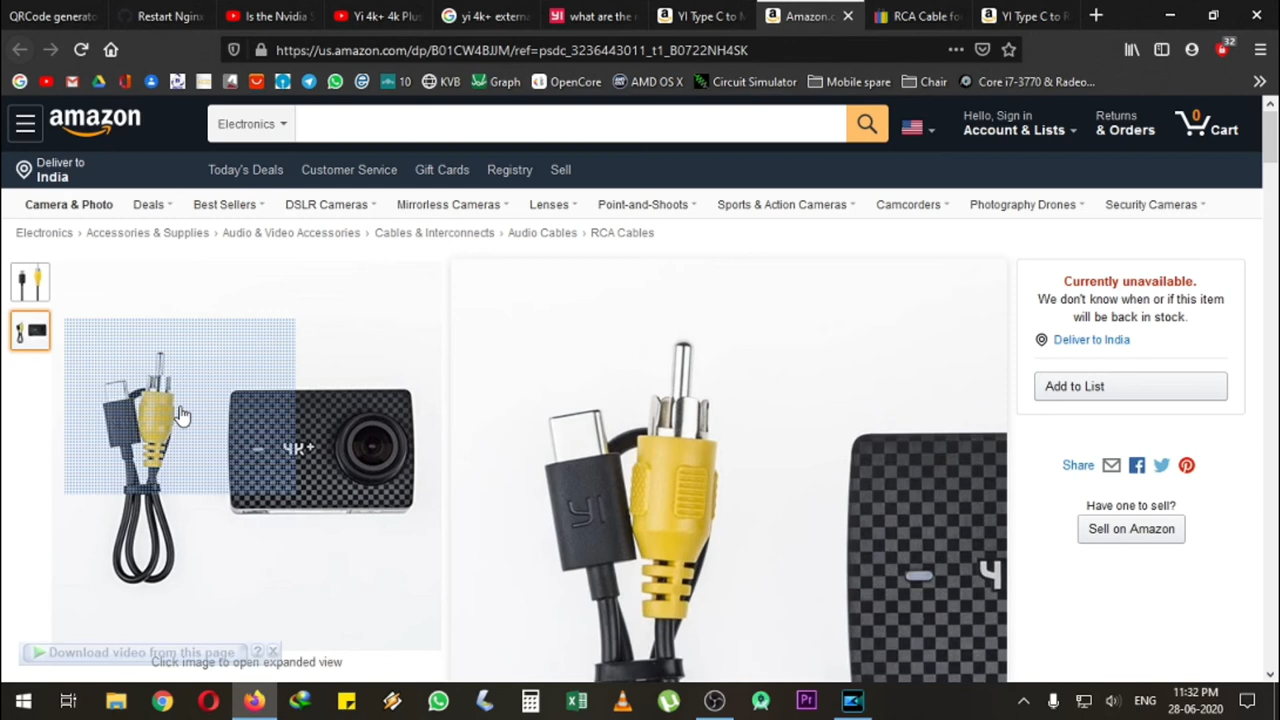 QRCode generato
Restart Nginx
Is the Nvidia
Yi 4k+ 4k Plus
yi 4k+ extern
what are the
YI Type C to M
Amazon.c
RCA Cable fo
YI Type C to R
https://us.amazon.com/dp/B01CW4BJJM/ref=psdc_3236443011_t1_B0722NH4SK
32
10
KVB
Graph
OpenCore
AMD OS X
Circuit Simulator
Mobile spare
Chair
Core i7-3770 & Radeo...
amazon
Electronics
Hello, Sign in
Account & Lists
Returns
& Orders
0
Cart
Deliver to
India
Today's Deals
Customer Service
Gift Cards
Registry
Sell
Camera & Photo
Deals
Best Sellers
DSLR Cameras
Mirrorless Cameras
Lenses
Point-and-Shoots
Sports & Action Cameras
Camcorders
Photography Drones
Security Cameras
Electronics › Accessories & Supplies › Audio & Video Accessories › Cables & Interconnects › Audio Cables › RCA Cables
Currently unavailable.
We don't know when or if this item
will be back in stock.
Deliver to India
Add to List
Share
Have one to sell?
Sell on Amazon
4K+
YI
4
Download video from this page
?
Click image to open expanded view
Pr
ENG
11:32 PM
28-06-2020